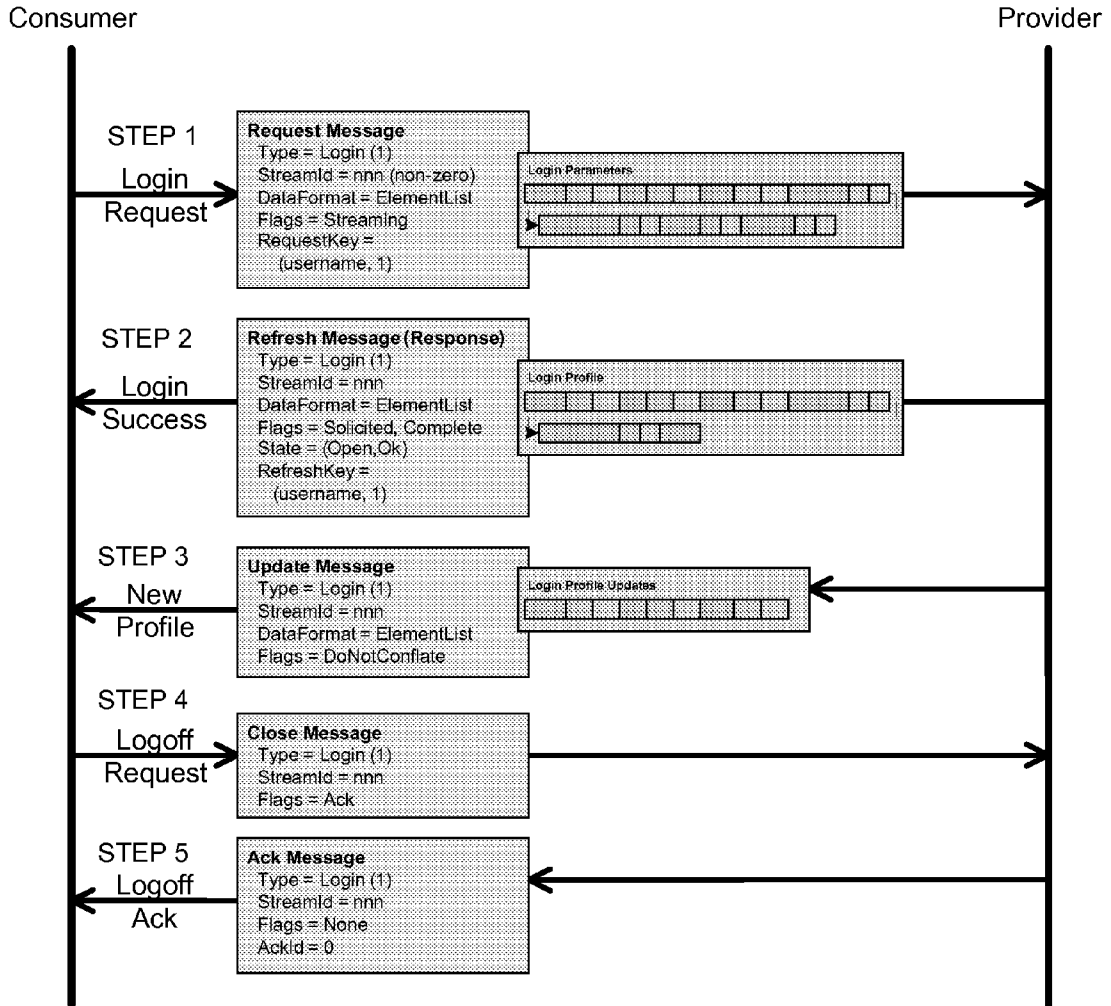 Consumer
Provider
STEP 1
Login
Request
Request Message
Type = Login (1)
StreamId = nnn (non-zero)
DataFormat = ElementList
Flags = Streaming
RequestKey =
(username, 1)
Login Parameters
STEP 2
Login
Success
Refresh Message (Response)
Type = Login (1)
StreamId = nnn
DataFormat = ElementList
Flags = Solicited, Complete
State = (Open,Ok)
RefreshKey =
(username, 1)
Login Profile
STEP 3
New
Profile
Update Message
Type = Login (1)
StreamId = nnn
DataFormat = ElementList
Flags = DoNotConflate
Login Profile Updates
STEP 4
Logoff
Request
Close Message
Type = Login (1)
StreamId = nnn
Flags = Ack
STEP 5
Logoff
Ack
Ack Message
Type = Login (1)
StreamId = nnn
Flags = None
AckId = 0